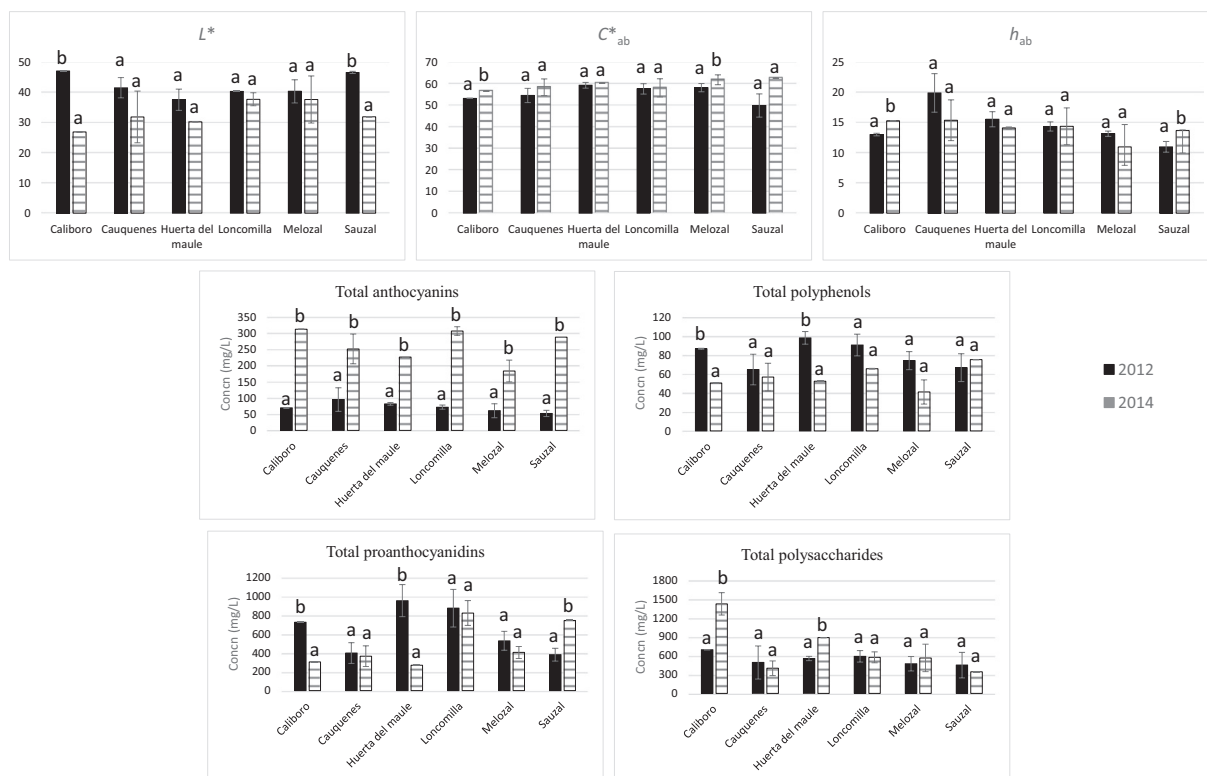 L*
b a a a a a a a a a b a
50 40 30 20 10 0
Caliboro Cauquenes Huerta del maule Loncomilla Melozal Sauzal
C*ab
a b a a a a a a a b a a
70 60 50 40 30 20 10 0
Caliboro Cauquenes Huerta del maule Loncomilla Melozal Sauzal
hab
a b a a a a a a a a a b
25 20 15 10 5 0
Caliboro Cauquenes Huerta del maule Loncomilla Melozal Sauzal
Total anthocyanins
Concn (mg/L)
350 300 250 200 150 100 50 0
a b a b a b a b a b a b
Caliboro Cauquenes Huerta del maule Loncomilla Melozal Sauzal
Total polyphenols
Concn (mg/L)
120 100 80 60 40 20 0
b a a a b a a a a a a a
Caliboro Cauquenes Huerta del maule Loncomilla Melozal Sauzal
2012
2014
Total proanthocyanidins
Concn (mg/L)
1200 1000 800 600 400 200 0
b a a a b a a a a a a b
Caliboro Cauquenes Huerta del maule Loncomilla Melozal Sauzal
Total polysaccharides
Concn (mg/L)
1800 1500 1200 900 600 300 0
a b a a a b a a a a a a
Caliboro Cauquenes Huerta del maule Loncomilla Melozal Sauzal